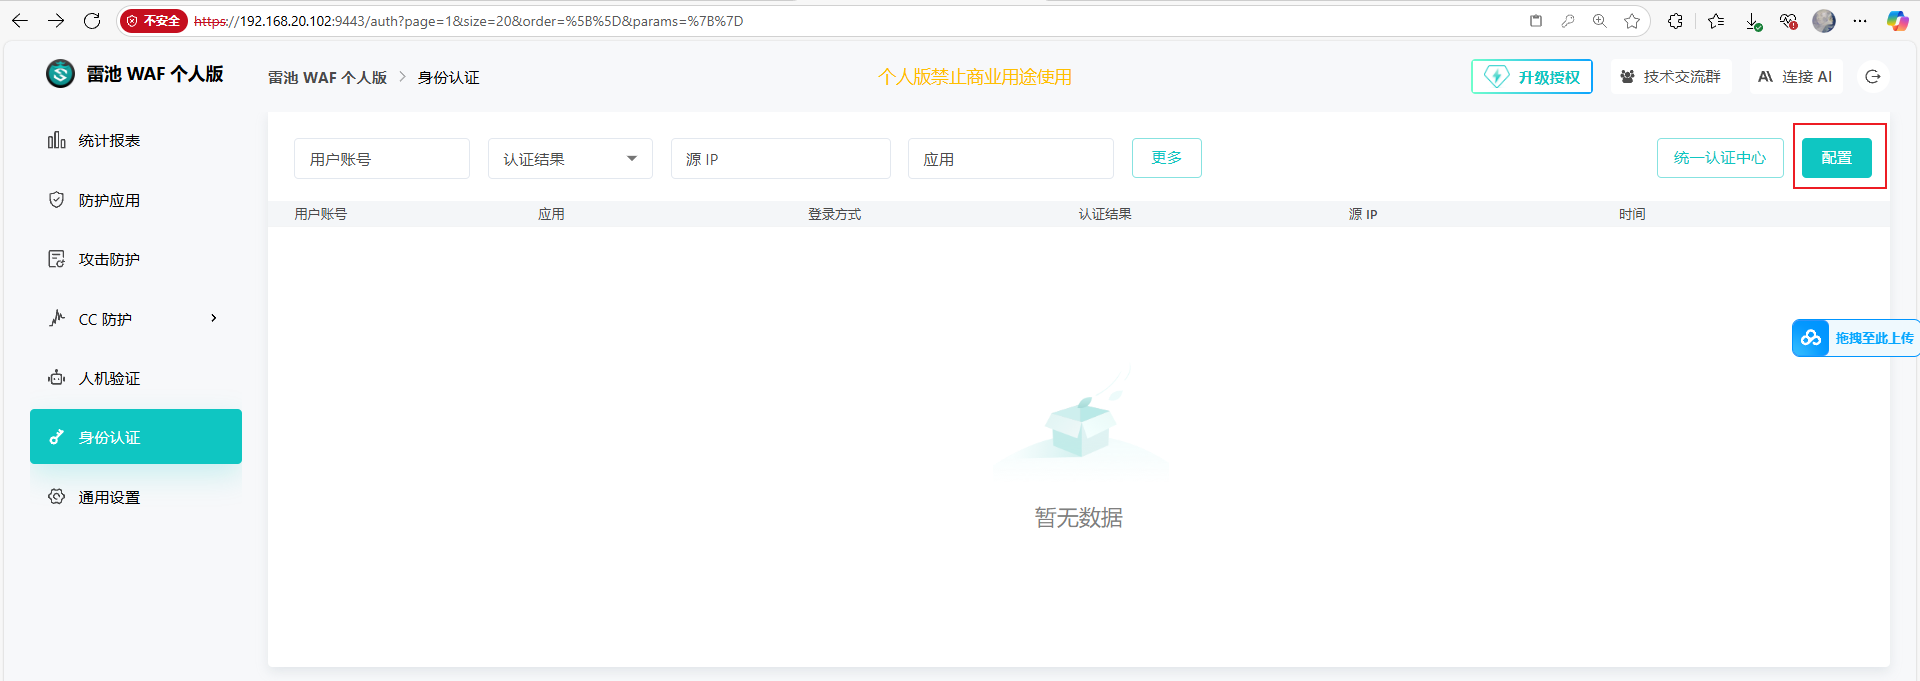 不安全 https://192.168.20.102:9443/auth?page=1&size=20&order=%5B%5D&params=%7B%7D
雷池 WAF 个人版
雷池 WAF 个人版 > 身份认证
个人版禁止商业用途使用
升级授权
技术交流群
连接 AI
统计报表
防护应用
攻击防护
CC 防护
人机验证
身份认证
通用设置
用户账号
认证结果
源 IP
应用
更多
统一认证中心
配置
用户账号 应用 登录方式 认证结果 源 IP 时间
拖拽至此上传
暂无数据